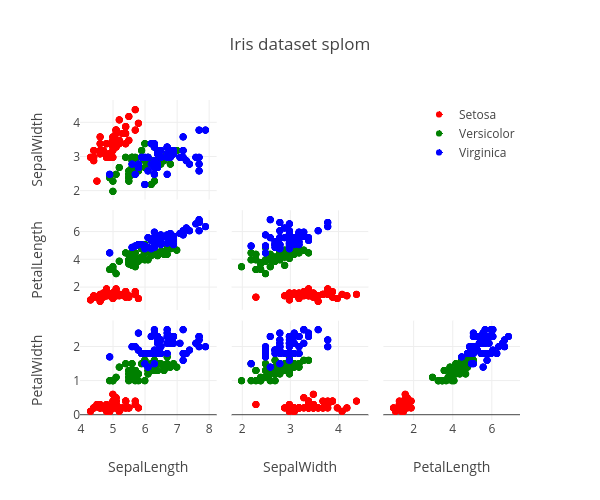 Iris dataset splom
Setosa
Versicolor
Virginica
SepalWidth
4
3
2
PetalLength
6
4
2
PetalWidth
2
1
0
4 5 6 7 8
2 3 4
2 4 6
SepalLength SepalWidth PetalLength